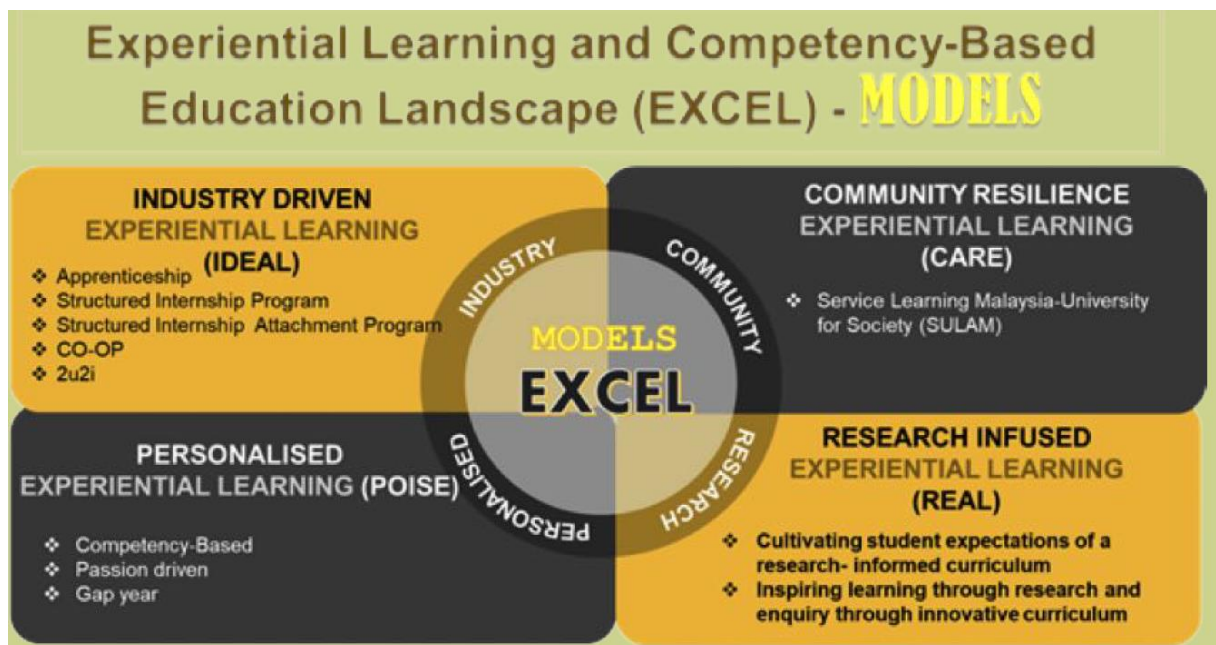 Experiential Learning and Competency-Based
Education Landscape (EXCEL) - MODELS
INDUSTRY DRIVEN
EXPERIENTIAL LEARNING
(IDEAL)
❖ Apprenticeship
❖ Structured Internship Program
❖ Structured Internship Attachment Program
❖ CO-OP
❖ 2u2i
COMMUNITY RESILIENCE
EXPERIENTIAL LEARNING
(CARE)
❖ Service Learning Malaysia-University
for Society (SULAM)
INDUSTRY
COMMUNITY
MODELS
EXCEL
PERSONALISED
RESEARCH
PERSONALISED
EXPERIENTIAL LEARNING (POISE)
❖ Competency-Based
❖ Passion driven
❖ Gap year
RESEARCH INFUSED
EXPERIENTIAL LEARNING
(REAL)
❖ Cultivating student expectations of a
research- informed curriculum
❖ Inspiring learning through research and
enquiry through innovative curriculum